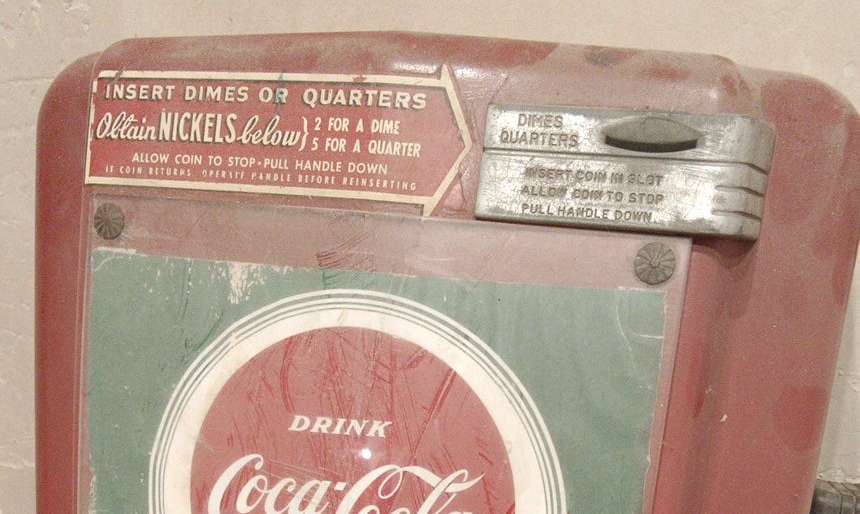 INSERT DIMES OR QUARTERS
Obtain NICKELS below } 2 FOR A DIME
5 FOR A QUARTER
ALLOW COIN TO STOP · PULL HANDLE DOWN
IF COIN RETURNS, OPERATE HANDLE BEFORE REINSERTING
DIMES
QUARTERS
INSERT COIN IN SLOT
ALLOW COIN TO STOP
PULL HANDLE DOWN
DRINK
Coca-Cola